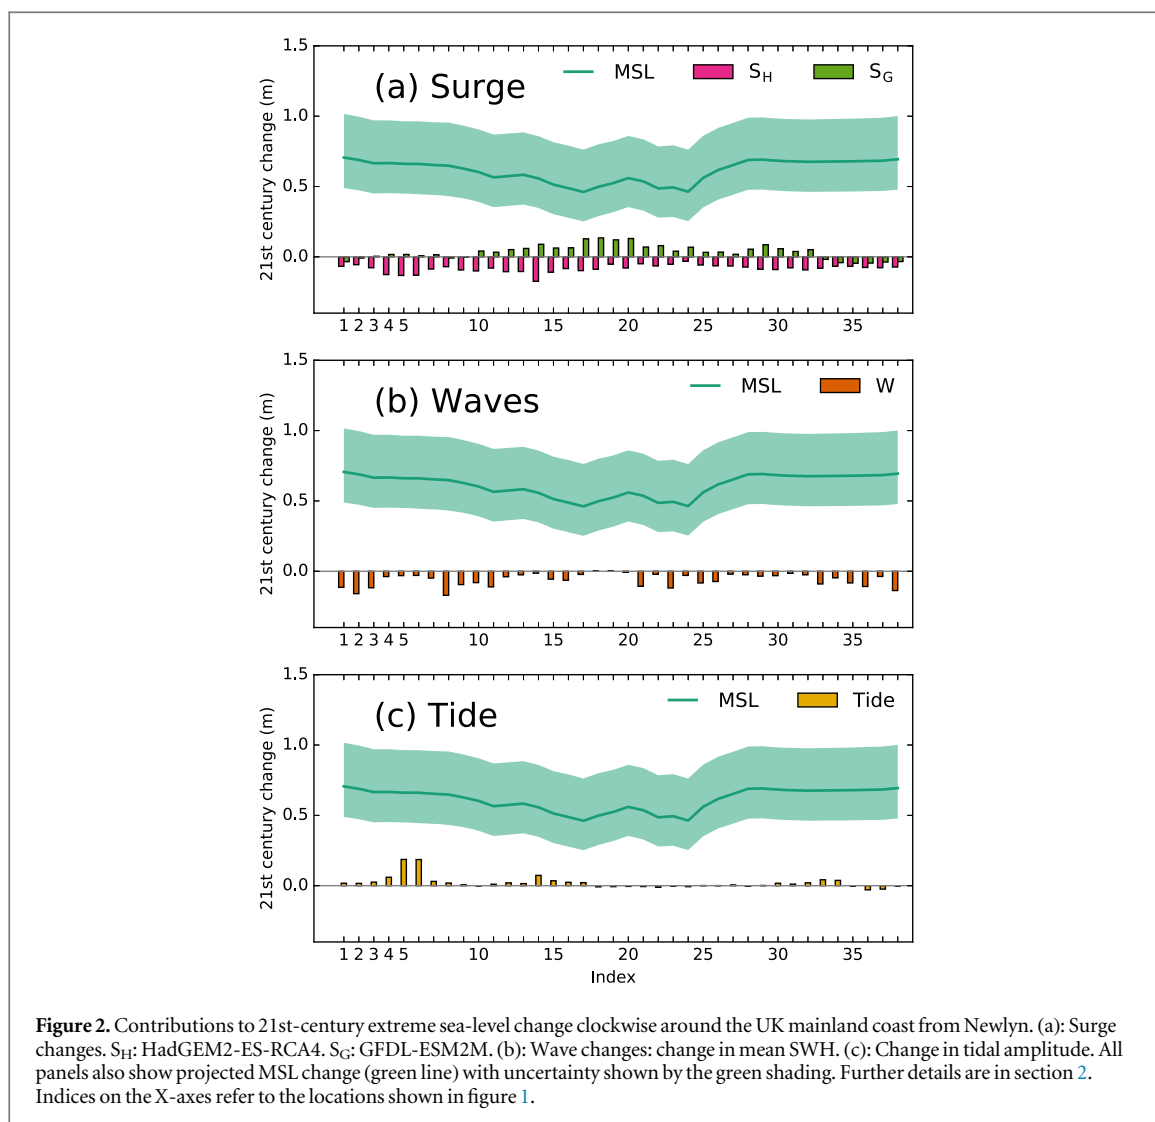 (a) Surge
MSL S_H S_G
21st century change (m)
1.5
1.0
0.5
0.0
1 2 3 4 5 10 15 20 25 30 35
(b) Waves
MSL W
21st century change (m)
1.5
1.0
0.5
0.0
1 2 3 4 5 10 15 20 25 30 35
(c) Tide
MSL Tide
21st century change (m)
1.5
1.0
0.5
0.0
1 2 3 4 5 10 15 20 25 30 35
Index
Figure 2. Contributions to 21st-century extreme sea-level change clockwise around the UK mainland coast from Newlyn. (a): Surge
changes. S_H: HadGEM2-ES-RCA4. S_G: GFDL-ESM2M. (b): Wave changes: change in mean SWH. (c): Change in tidal amplitude. All
panels also show projected MSL change (green line) with uncertainty shown by the green shading. Further details are in section 2.
Indices on the X-axes refer to the locations shown in figure 1.